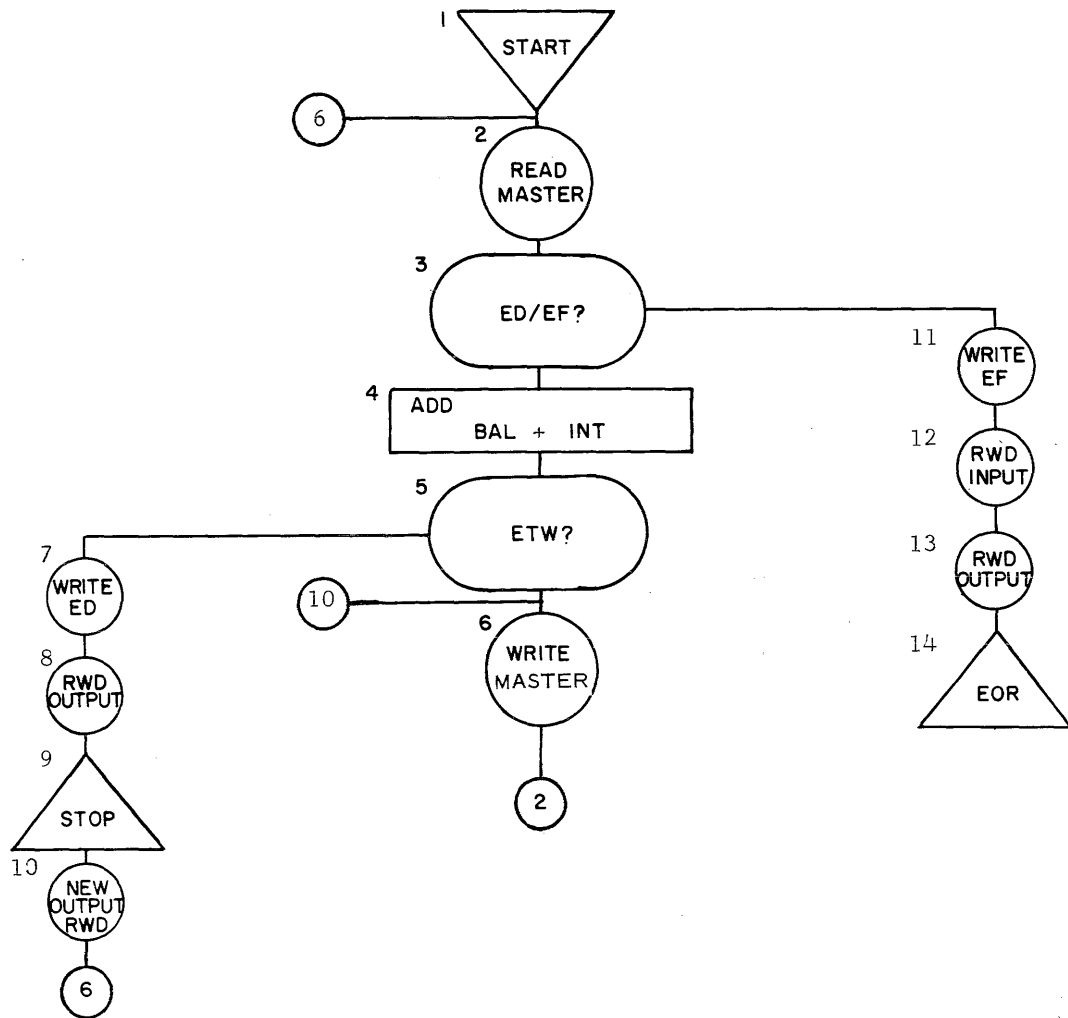 1
START
6
2
READ
MASTER
3
ED/EF?
4
ADD
BAL + INT
5
ETW?
10
6
WRITE
MASTER
2
7
WRITE
ED
8
RWD
OUTPUT
9
STOP
10
NEW
OUTPUT
RWD
6
11
WRITE
EF
12
RWD
INPUT
13
RWD
OUTPUT
14
EOR